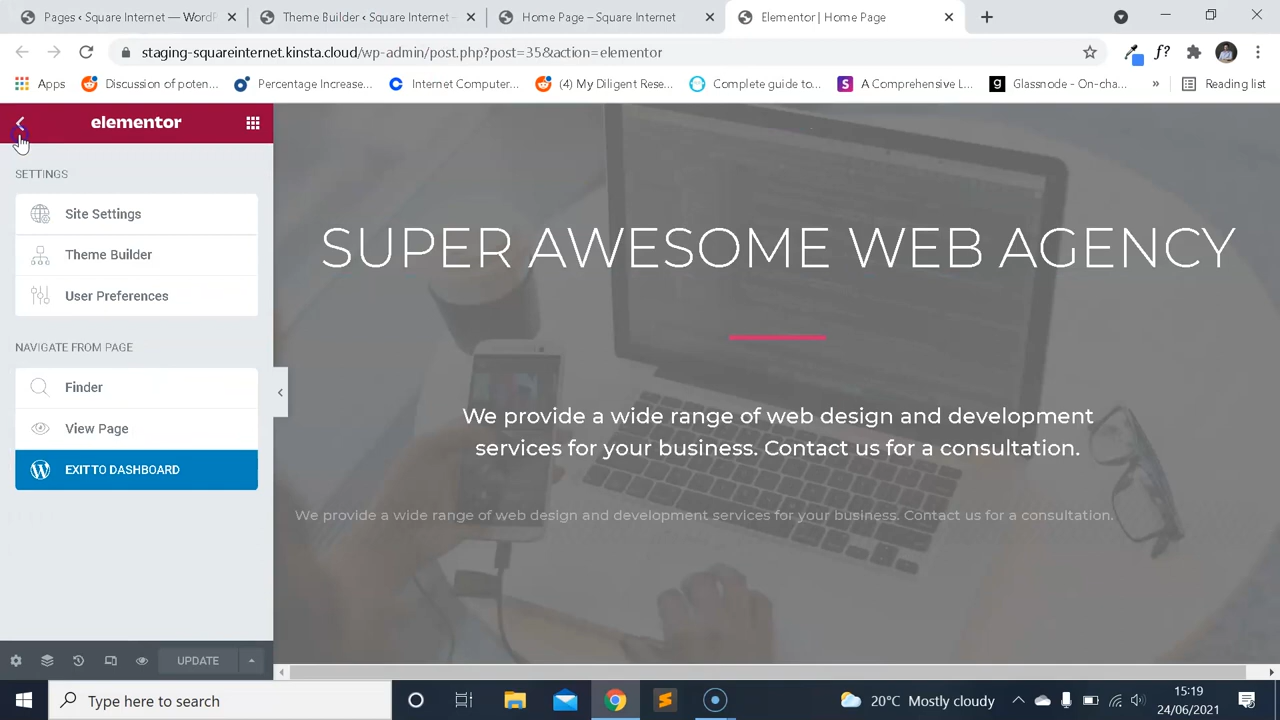 Pages ‹ Square Internet — WordP
Theme Builder ‹ Square Internet –
Home Page – Square Internet
Elementor | Home Page
staging-squareinternet.kinsta.cloud/wp-admin/post.php?post=35&action=elementor
f?
Apps
Discussion of poten...
Percentage Increase...
Internet Computer...
(4) My Diligent Rese...
Complete guide to...
A Comprehensive L...
Glassnode - On-cha...
»
Reading list
elementor
SETTINGS
Site Settings
Theme Builder
User Preferences
NAVIGATE FROM PAGE
Finder
View Page
EXIT TO DASHBOARD
UPDATE
SUPER AWESOME WEB AGENCY
We provide a wide range of web design and development
services for your business. Contact us for a consultation.
We provide a wide range of web design and development services for your business. Contact us for a consultation.
Type here to search
20°C Mostly cloudy
15:19
24/06/2021